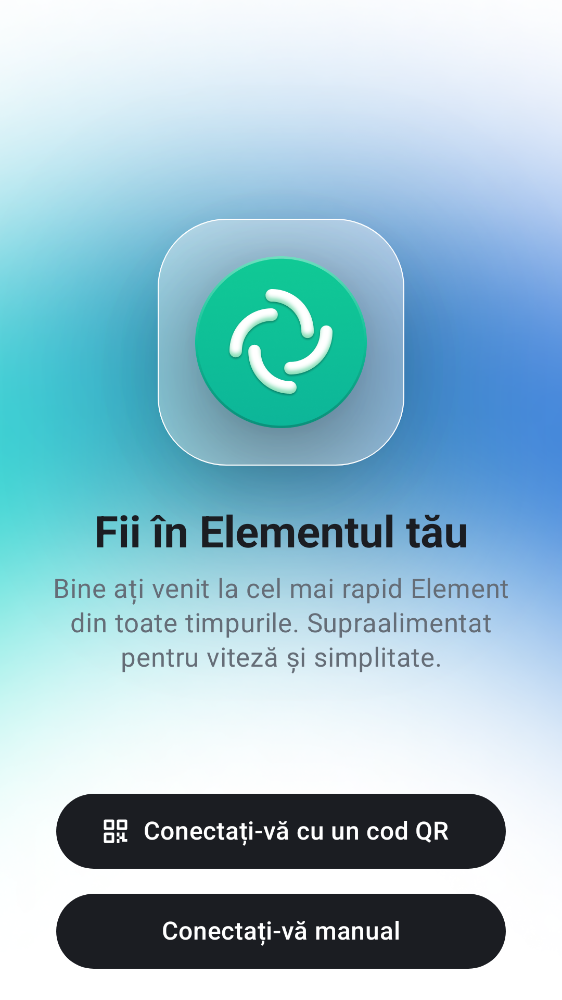 Fii în Elementul tău
Bine ați venit la cel mai rapid Element
din toate timpurile. Supraalimentat
pentru viteză și simplitate.
Conectați-vă cu un cod QR
Conectați-vă manual